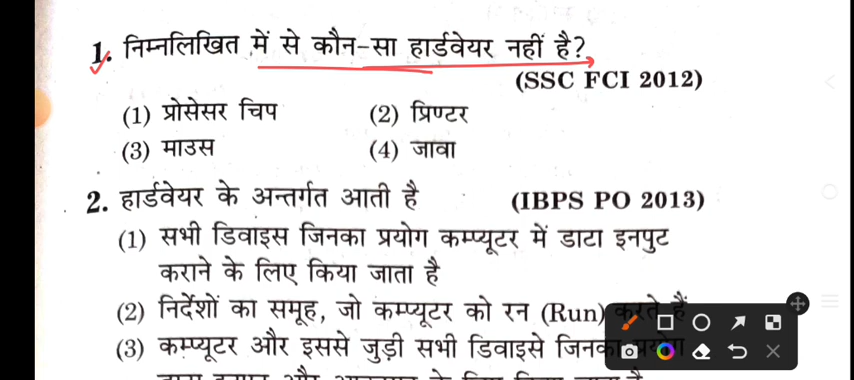 1. निम्नलिखित में से कौन-सा हार्डवेयर नहीं है?
(SSC FCI 2012)
(1) प्रोसेसर चिप (2) प्रिण्टर
(3) माउस (4) जावा
2. हार्डवेयर के अन्तर्गत आती है (IBPS PO 2013)
(1) सभी डिवाइस जिनका प्रयोग कम्प्यूटर में डाटा इनपुट
कराने के लिए किया जाता है
(2) निर्देशों का समूह, जो कम्प्यूटर को रन (Run) करते हैं
(3) कम्प्यूटर और इससे जुड़ी सभी डिवाइसे जिनका प्रयोग